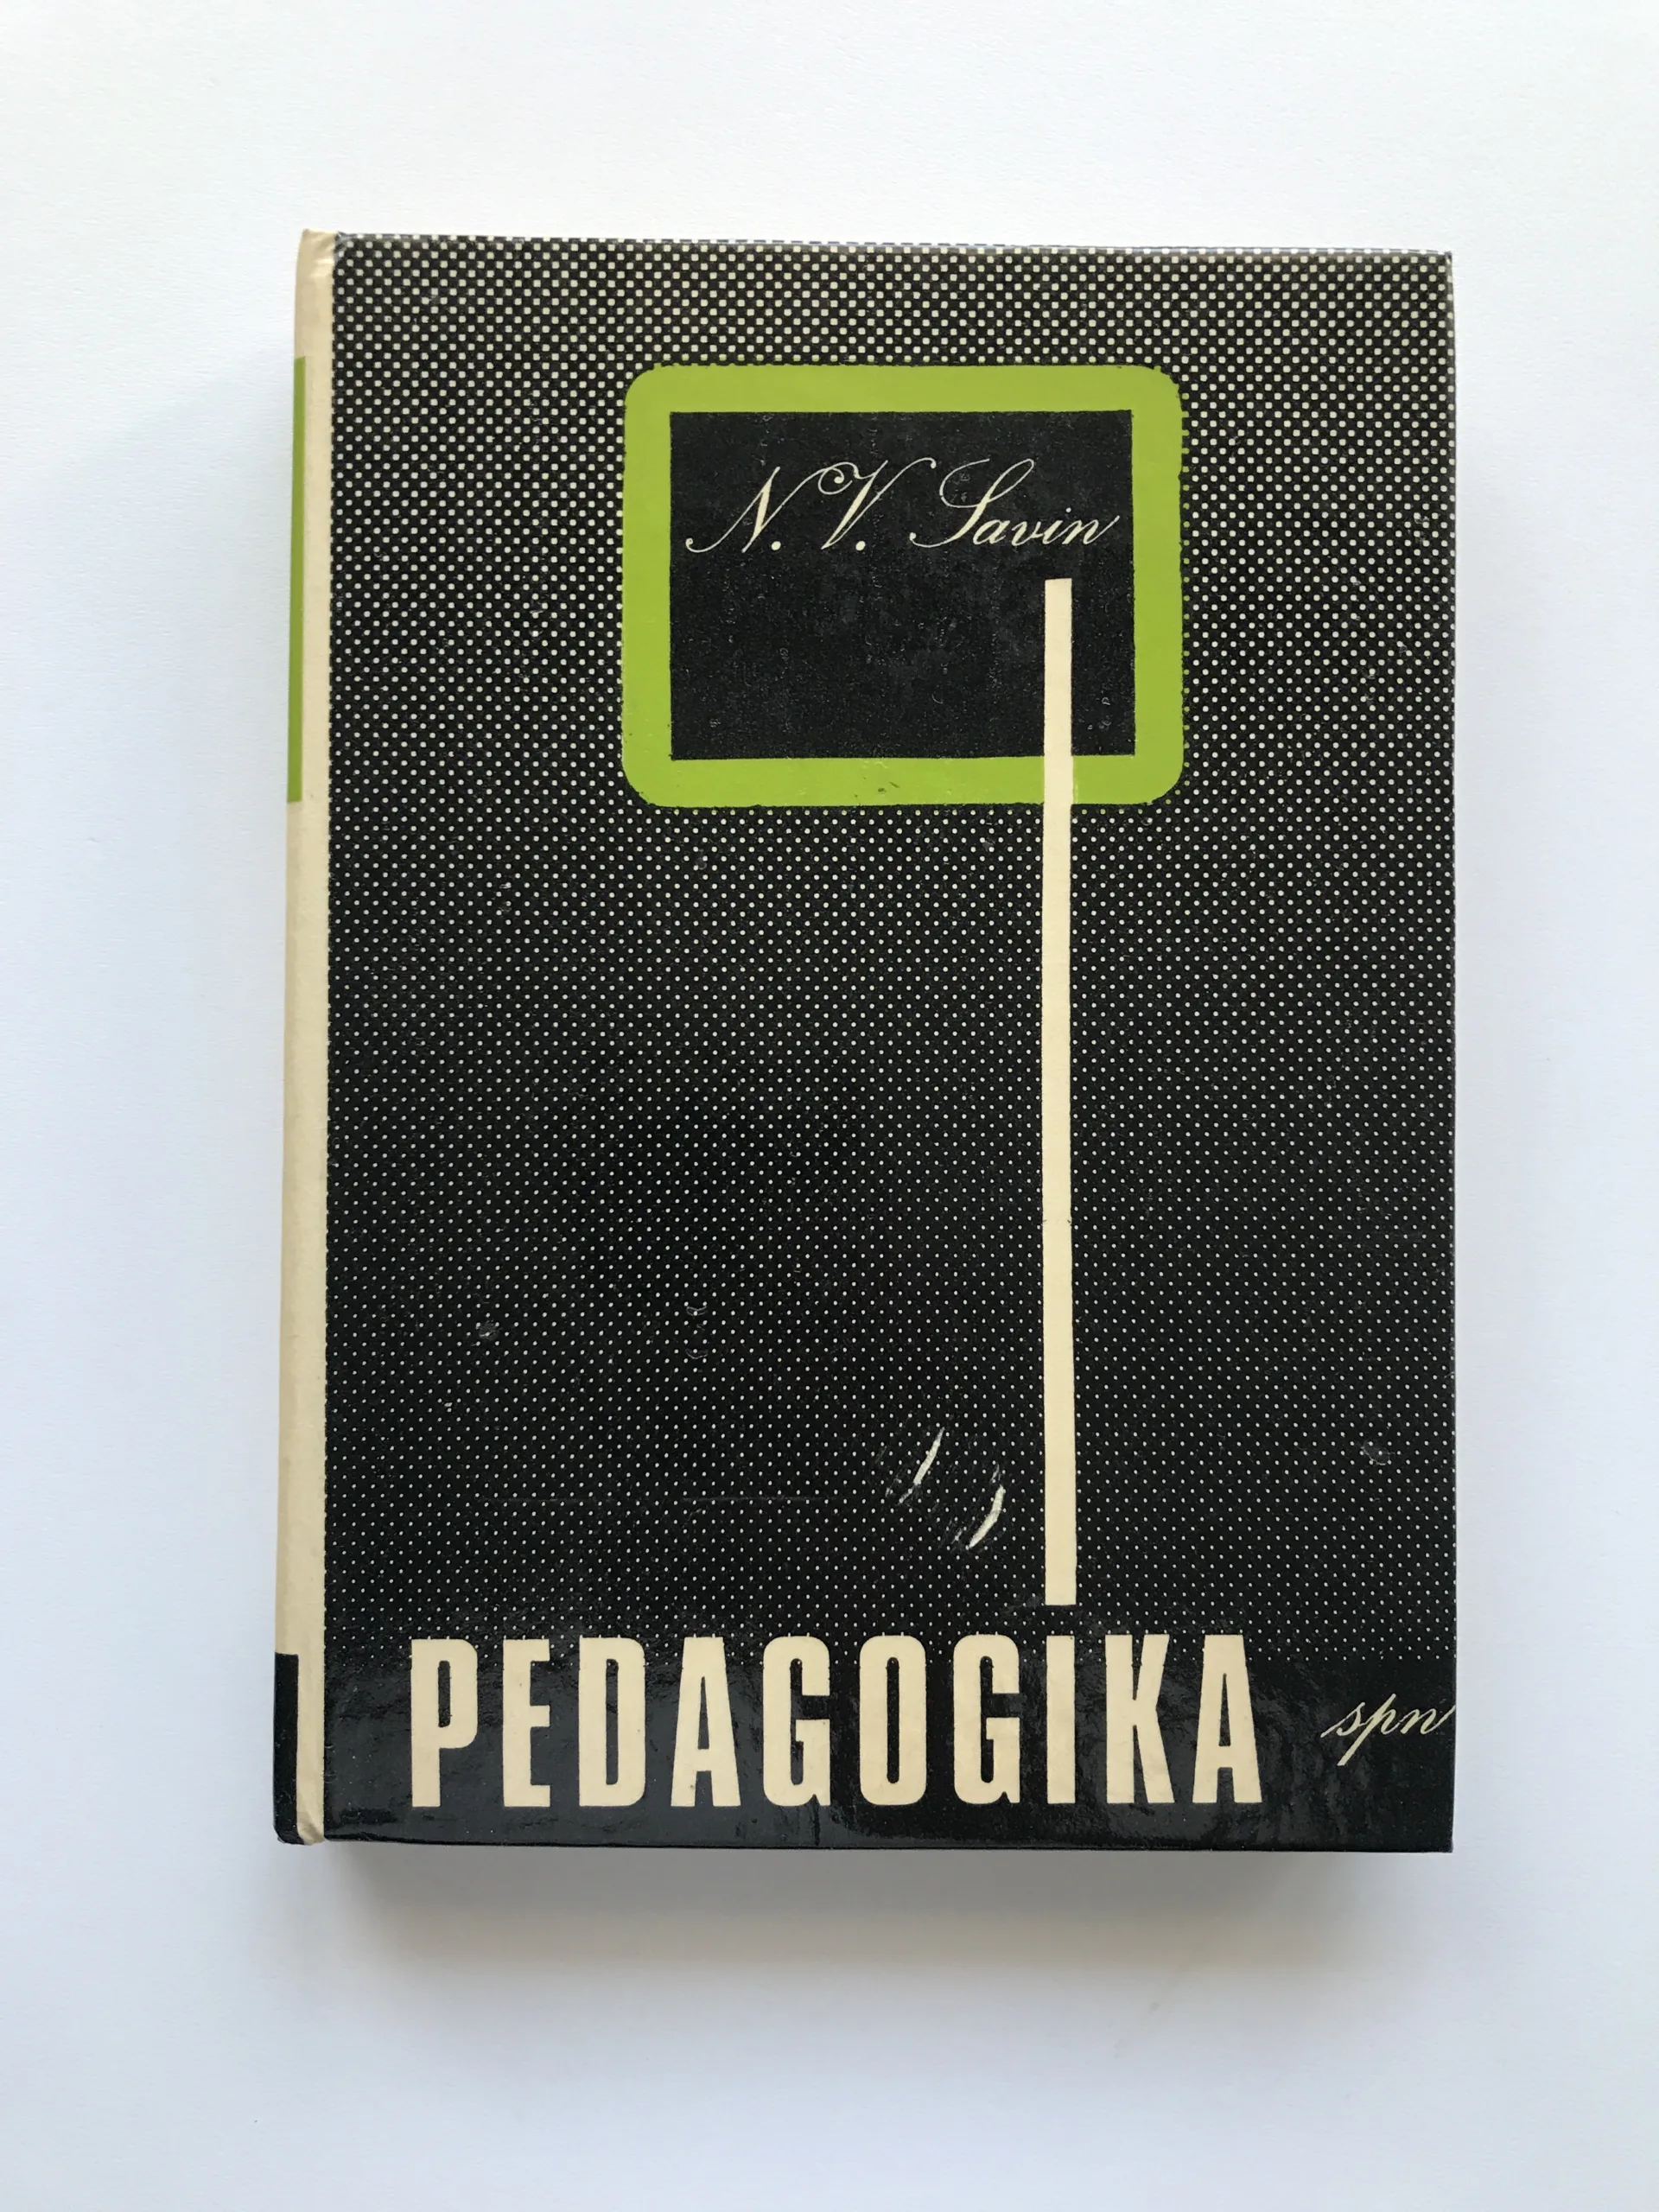 N. V. Savin
PEDAGOGIKA
spn